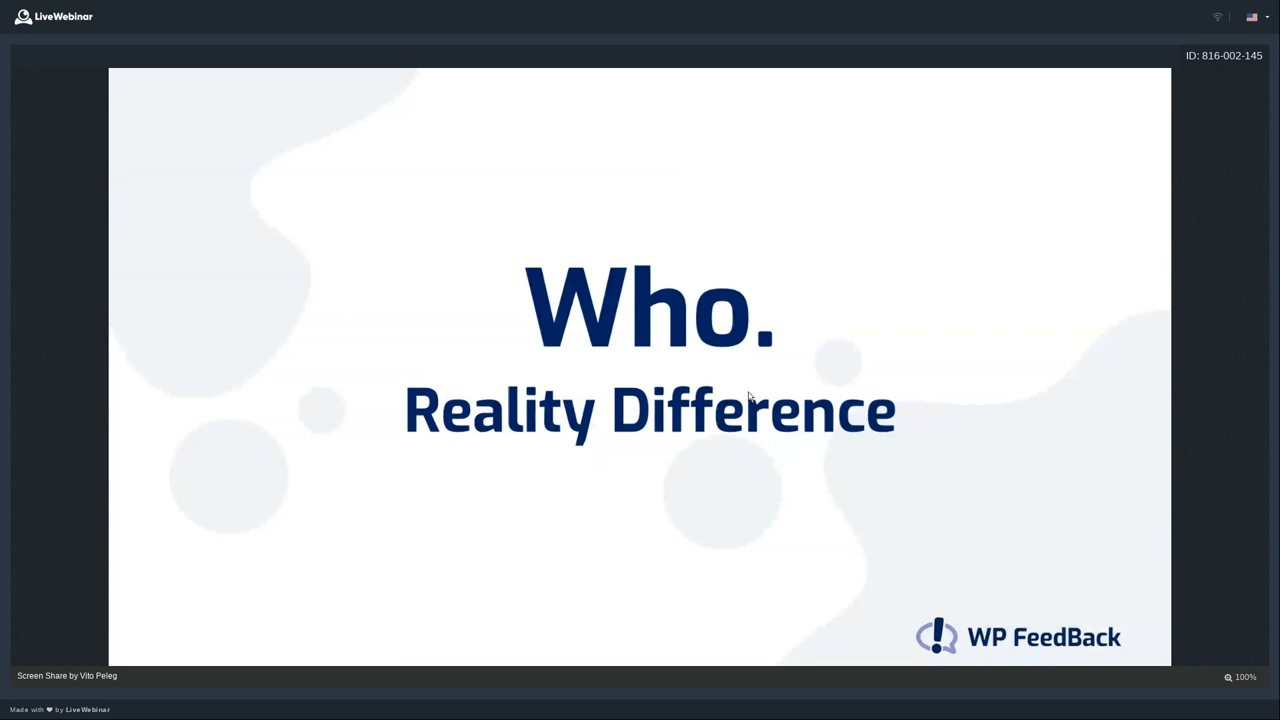 LiveWebinar
ID: 816-002-145
Who.
Reality Difference
WP FeedBack
Screen Share by Vito Peleg
100%
Made with ❤ by LiveWebinar